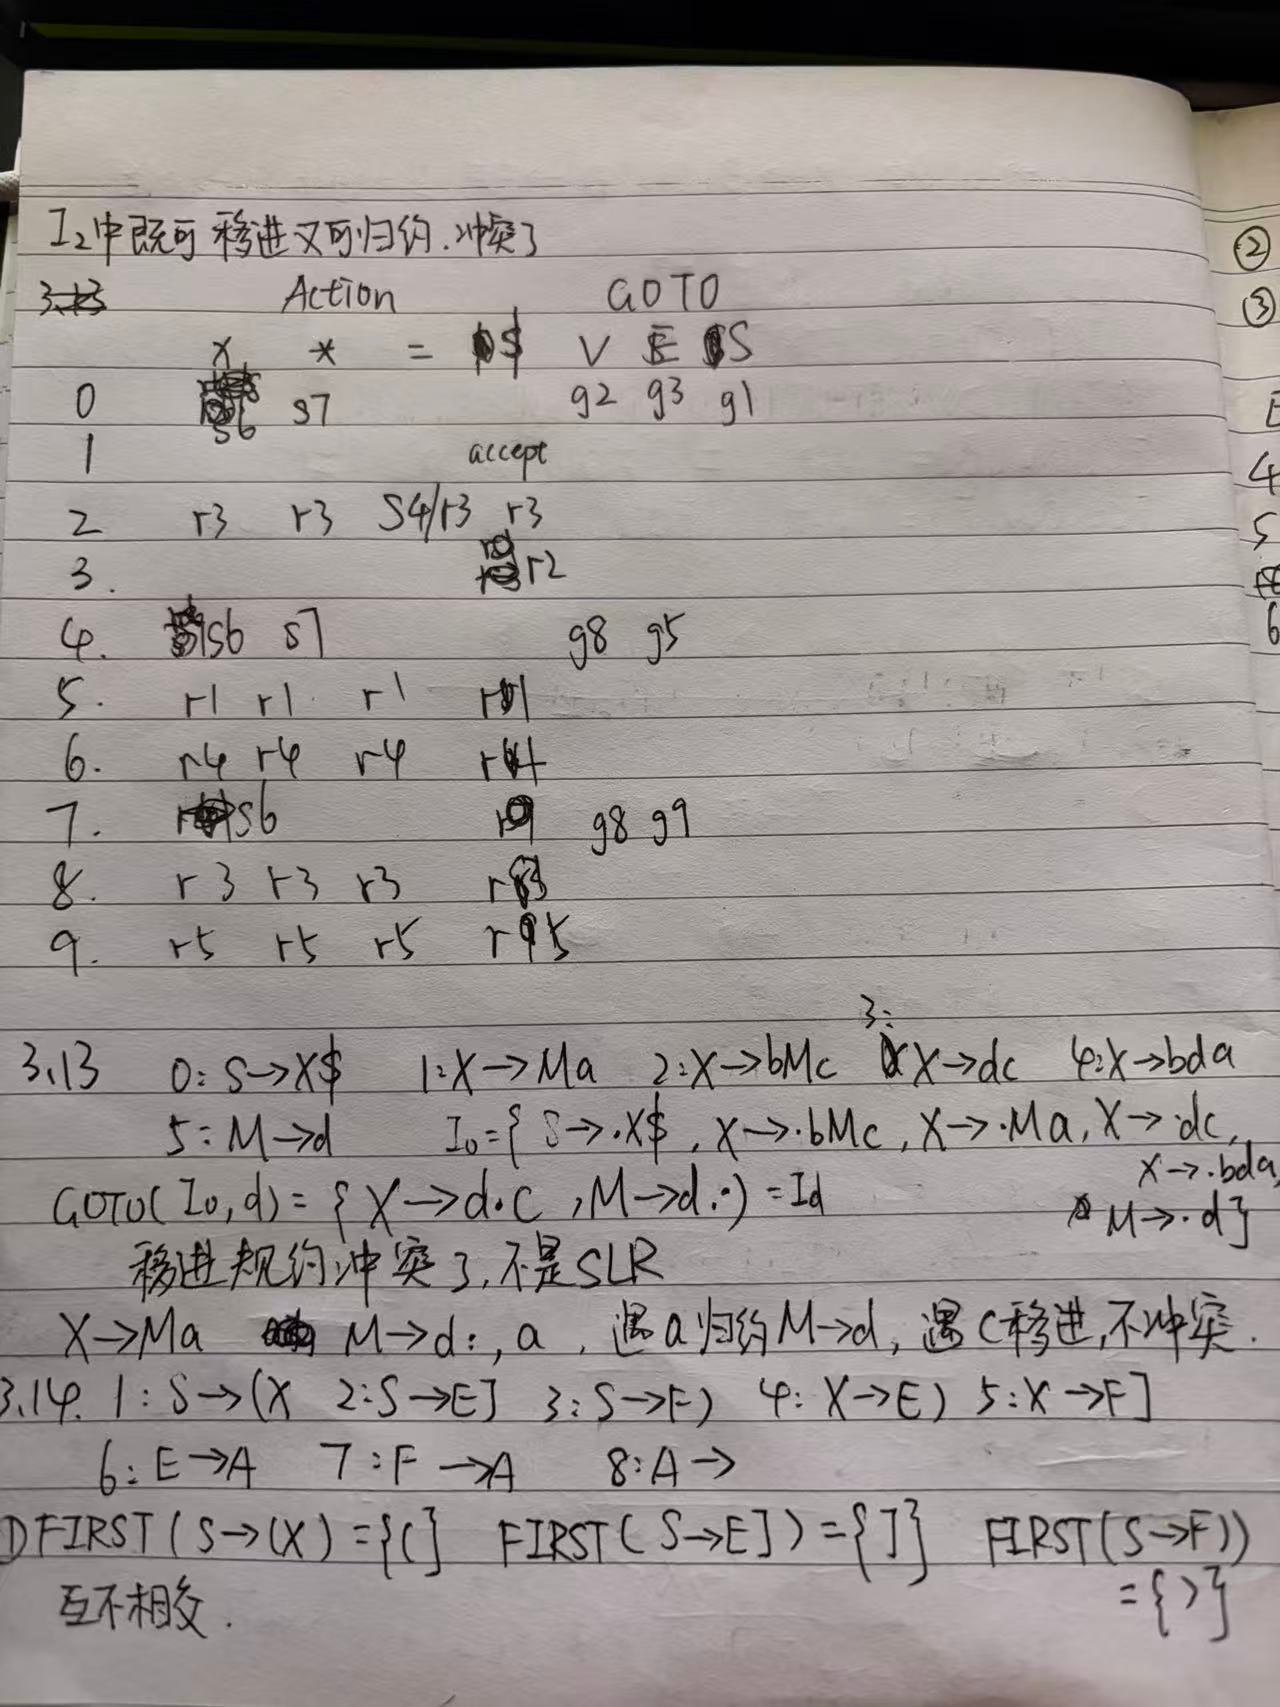 I₂中既可移进又可归约.冲突了
Action GOTO
x * = $ V E S
0 s6 s7 g2 g3 g1
1 accept
2 r3 r3 S4/r3 r3
3. r2
4. s6 s7 g8 g5
5. r1 r1 r1 r1
6. r4 r4 r4 r4
7. s6 g8 g9
8. r3 r3 r3 r3
9. r5 r5 r5 r5
3.13 0: S→X$ 1:X→Ma 2:X→bMc 3: X→dc 4:X→bda
5: M→d I₀={ S→.X$, X→.bMc, X→.Ma, X→.dc,
X→.bda,
M→.d}
GOTO(I₀,d)={X→d.C ,M→d.}=Id
移进规约冲突了,不是SLR
X→Ma M→d:, a , 遇a归约M→d, 遇c移进,不冲突.
3.14. 1: S→(X 2:S→E] 3:S→F) 4: X→E) 5:X→F]
6: E→A 7:F→A 8:A→
FIRST(S→(X)={(} FIRST(S→E])={]} FIRST(S→F))
={)}
互不相交.
②
③
4
5
6